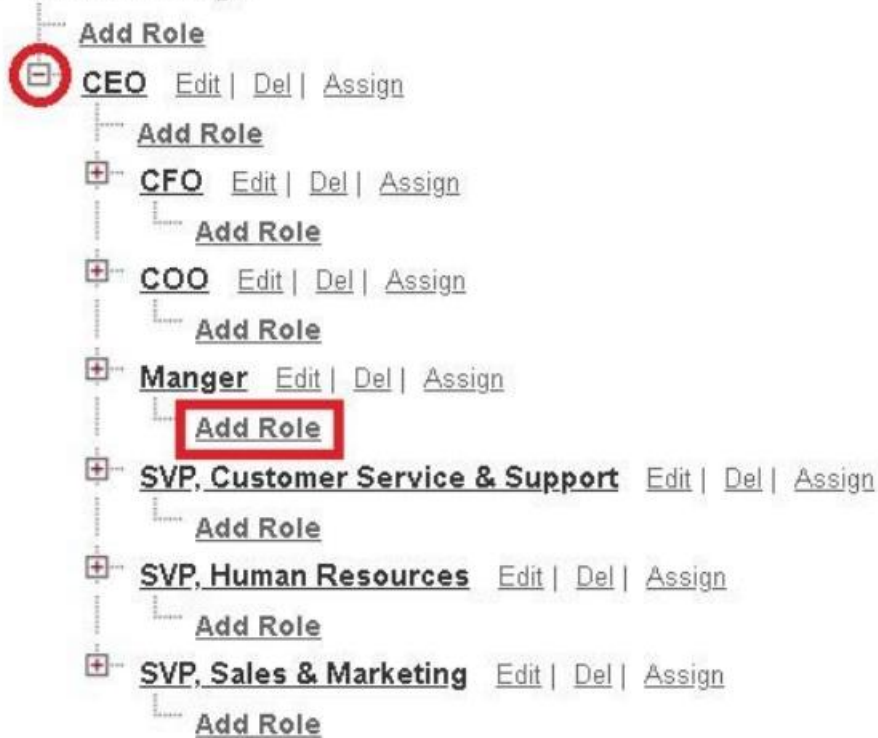 Add Role
CEO Edit | Del | Assign
Add Role
CFO Edit | Del | Assign
Add Role
COO Edit | Del | Assign
Add Role
Manger Edit | Del | Assign
Add Role
SVP, Customer Service & Support Edit | Del | Assign
Add Role
SVP, Human Resources Edit | Del | Assign
Add Role
SVP, Sales & Marketing Edit | Del | Assign
Add Role